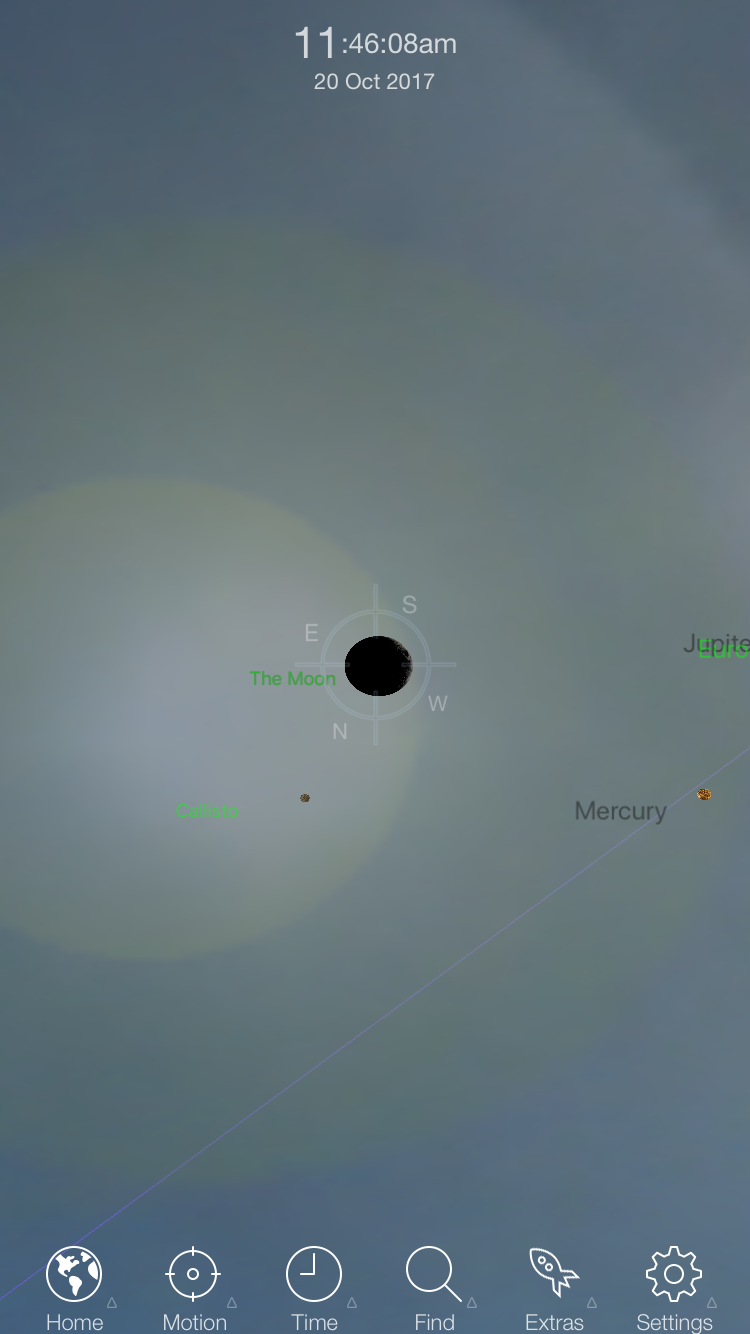 11:46:08am
20 Oct 2017
S
E
Jupite
Euro
The Moon
W
N
Callisto
Mercury
Home
Motion
Time
Find
Extras
Settings